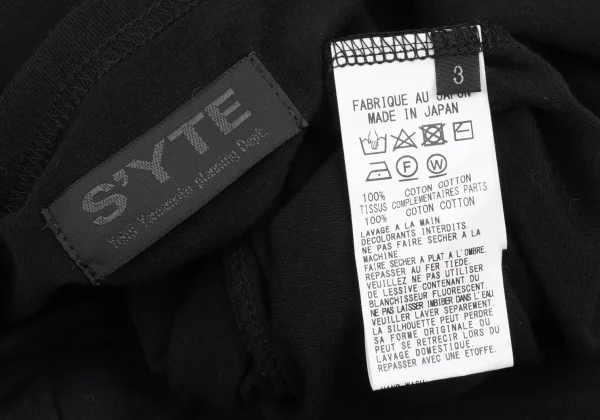 S'YTE
Yohji Yamamoto planning Dept.
3
FABRIQUE AU JAPON
MADE IN JAPAN
F W
100% COTON COTTON
TISSUS COMPLEMENTAIRES PARTS
100% COTON COTTON
LAVAGE A LA MAIN.
DECOLORANTS INTERDITS.
NE PAS FAIRE SECHER A LA
MACHINE.
FAIRE SECHER A PLAT A L'OMBRE.
REPASSER AU FER TIEDE.
VEUILLEZ NE PAS UTILISER
DE LESSIVE CONTENANT DU
BLANCHISSEUR FLUORESCENT.
NE PAS LAISSER IMBIBER DANS L'EAU
VEUILLER LAVER SEPAREMENT.
LA SILHOUETTE PEUT PERDRE
SA FORME ORIGINALE OU
PEUT SE RETRECIR LORS DU
LAVAGE DOMESTIQUE.
REPASSER AVEC UNE ETOFFE.
HAND WASH